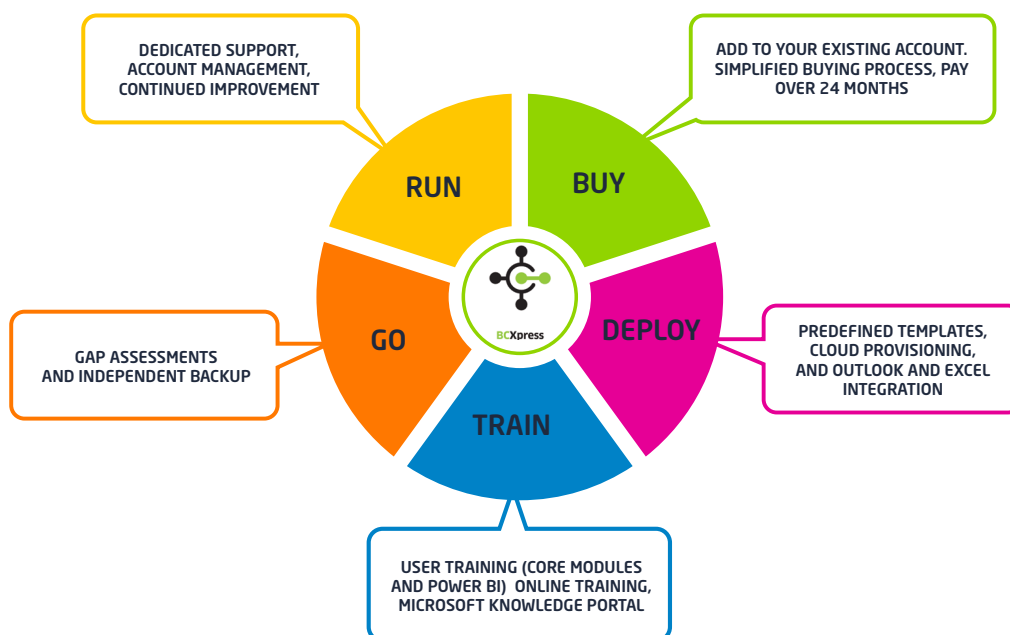 DEDICATED SUPPORT,
ACCOUNT MANAGEMENT,
CONTINUED IMPROVEMENT
ADD TO YOUR EXISTING ACCOUNT.
SIMPLIFIED BUYING PROCESS, PAY
OVER 24 MONTHS
RUN
BUY
GO
DEPLOY
TRAIN
BCXpress
GAP ASSESSMENTS
AND INDEPENDENT BACKUP
PREDEFINED TEMPLATES,
CLOUD PROVISIONING,
AND OUTLOOK AND EXCEL
INTEGRATION
USER TRAINING (CORE MODULES
AND POWER BI) ONLINE TRAINING,
MICROSOFT KNOWLEDGE PORTAL